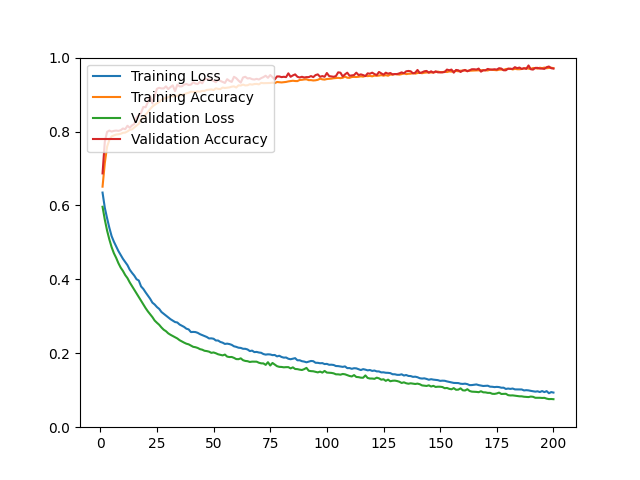 Training Loss
Training Accuracy
Validation Loss
Validation Accuracy
1.0
0.8
0.6
0.4
0.2
0.0
0 25 50 75 100 125 150 175 200